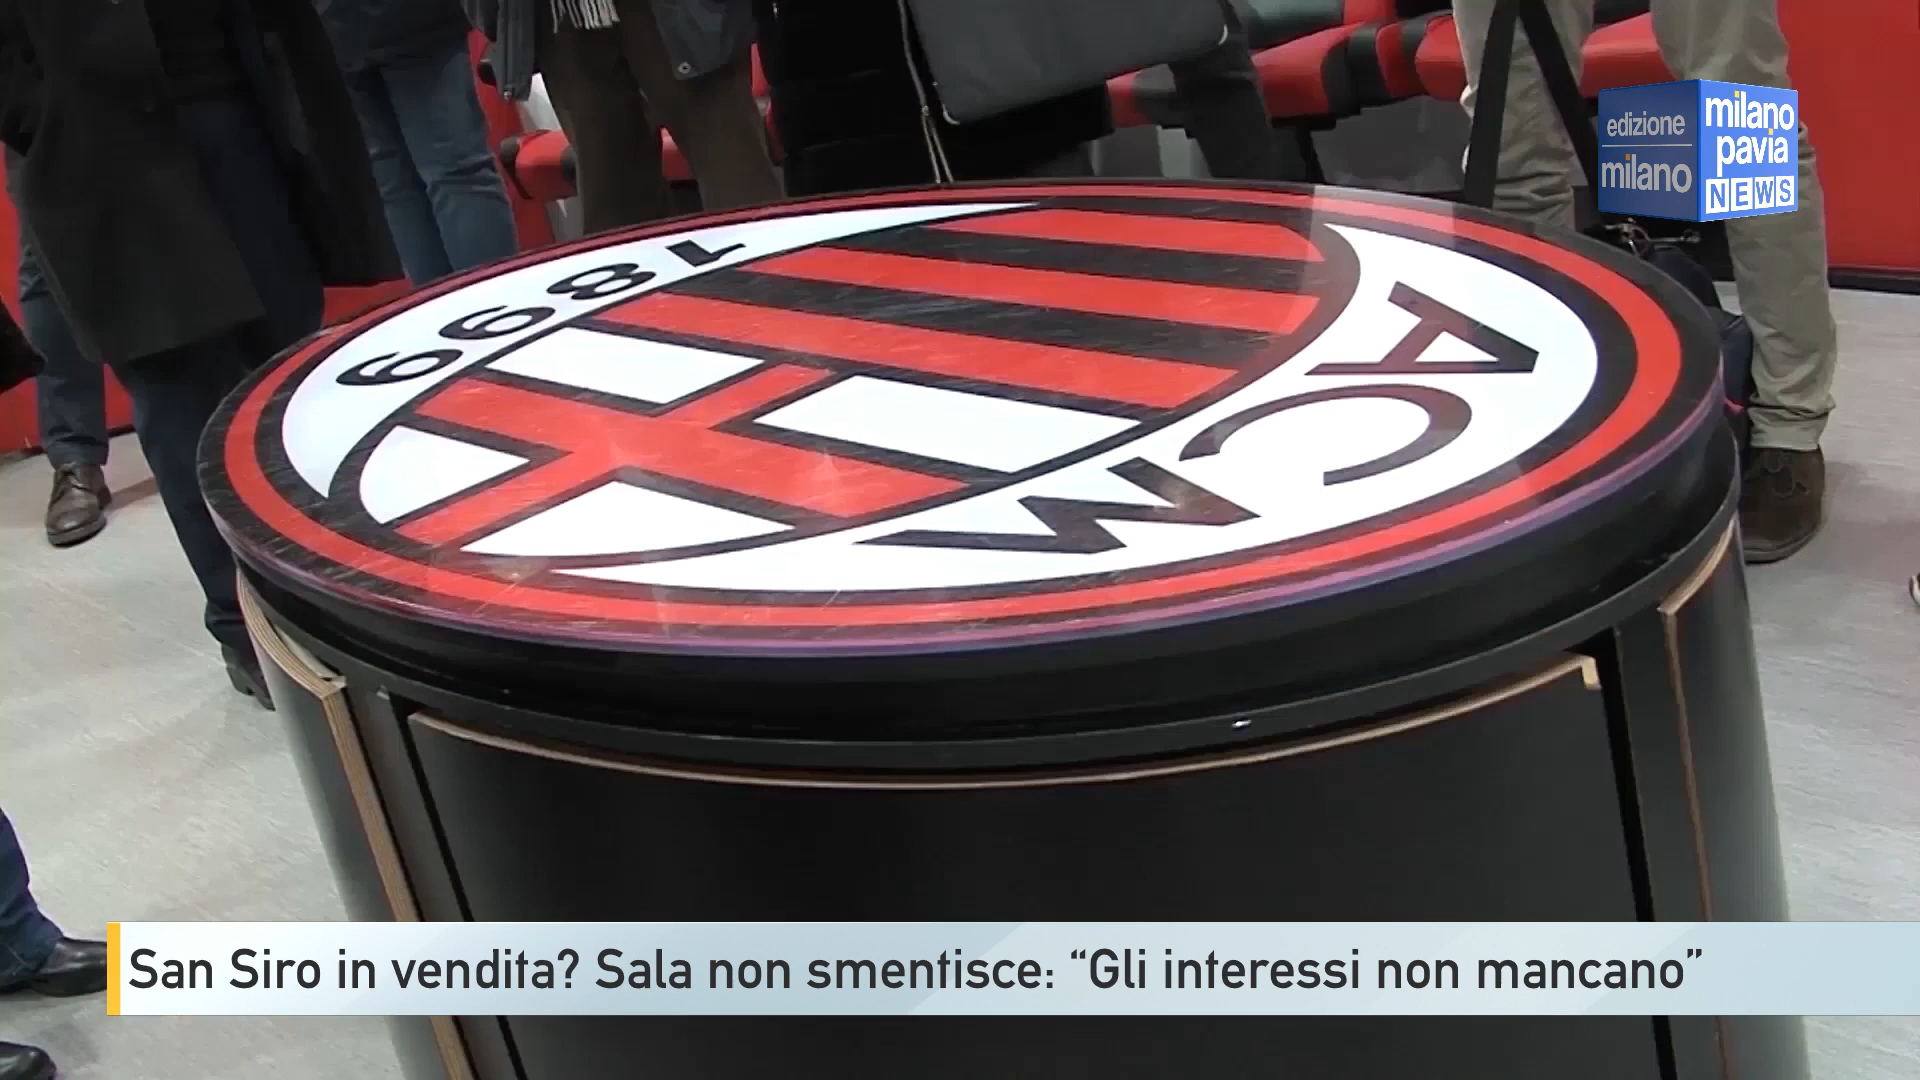 edizione
milano
milano
pavia
NEWS
1899
ACM
San Siro in vendita? Sala non smentisce: “Gli interessi non mancano”